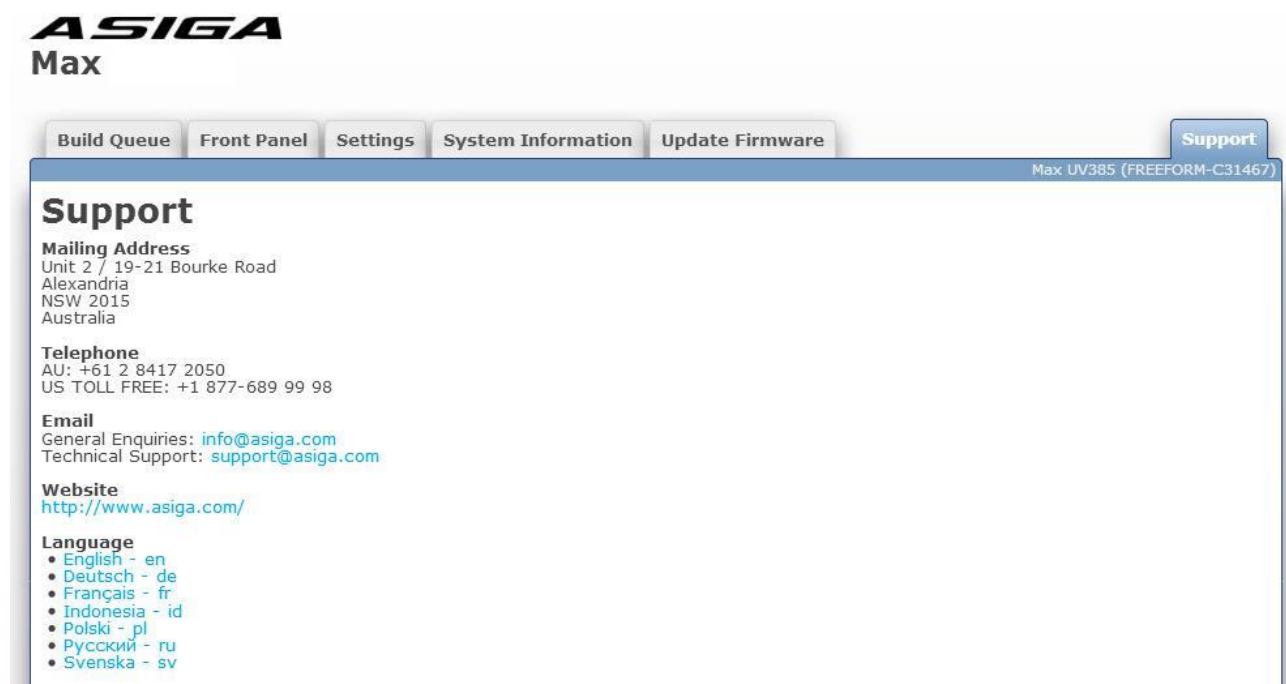 ASIGA
Max
Build Queue Front Panel Settings System Information Update Firmware Support
Max UV385 (FREEFORM-C31467)
Support
Mailing Address
Unit 2 / 19-21 Bourke Road
Alexandria
NSW 2015
Australia
Telephone
AU: +61 2 8417 2050
US TOLL FREE: +1 877-689 99 98
Email
General Enquiries: info@asiga.com
Technical Support: support@asiga.com
Website
http://www.asiga.com/
Language
• English - en
• Deutsch - de
• Français - fr
• Indonesia - id
• Polski - pl
• Русский - ru
• Svenska - sv